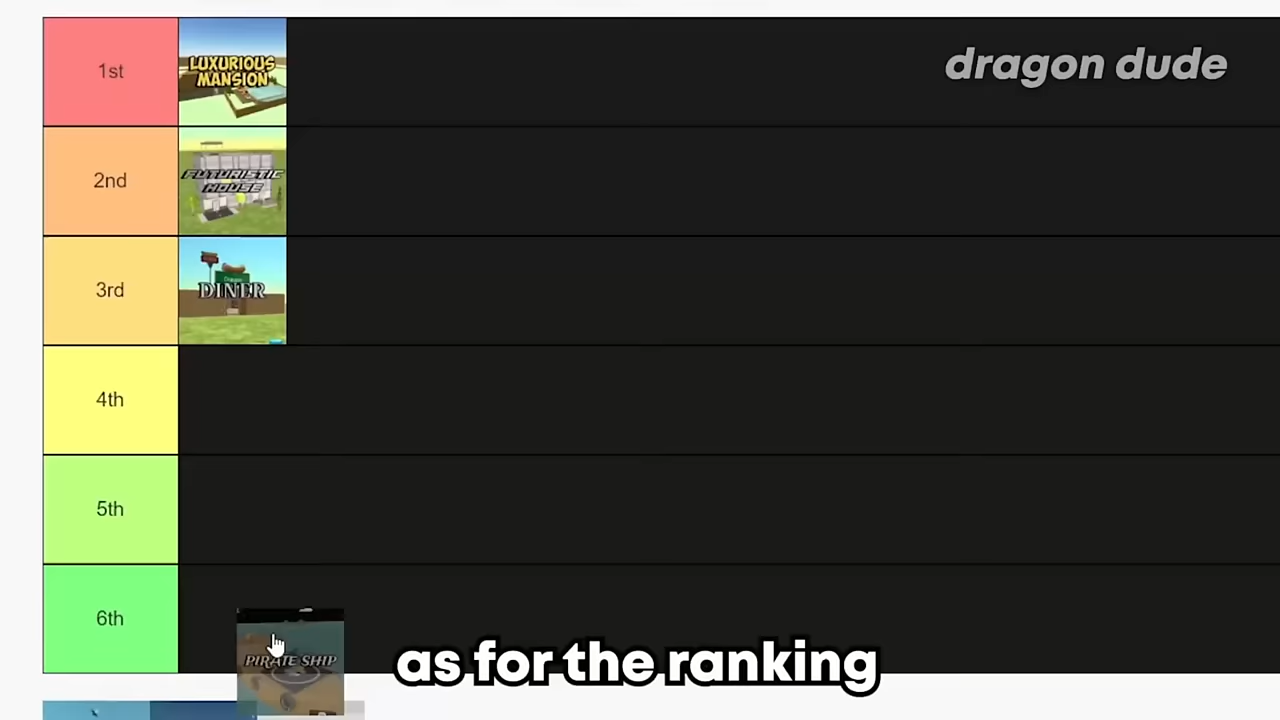 1st
LUXURIOUS
MANSION
dragon dude
2nd
FUTURISTIC
HOUSE
3rd
DINER
4th
5th
6th
PIRATE SHIP
as for the ranking